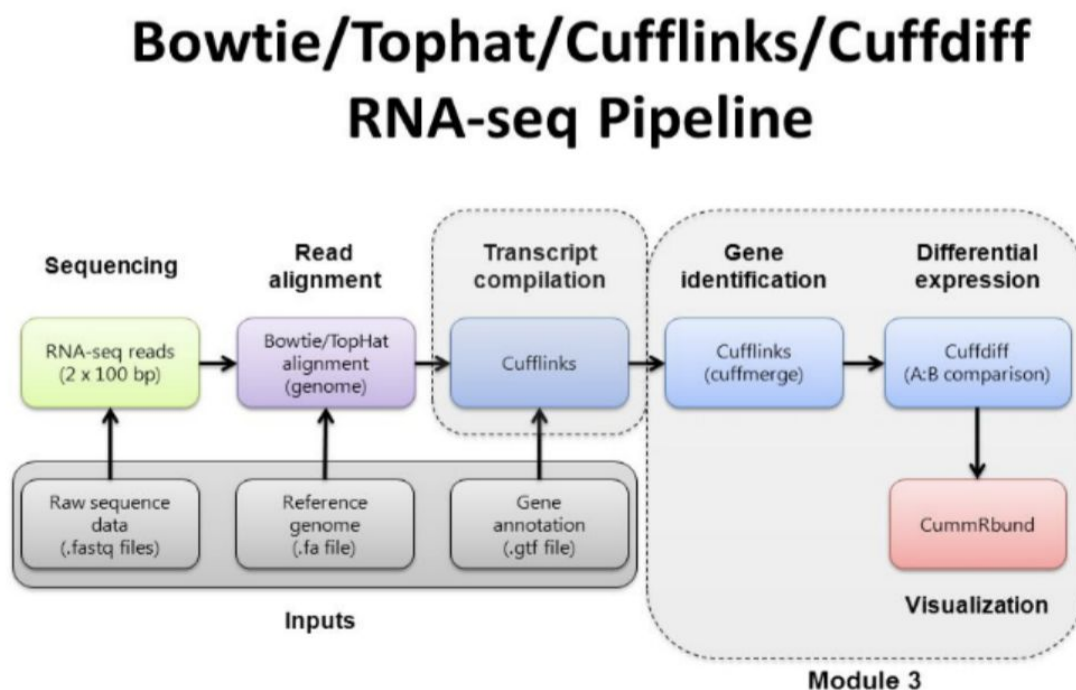 Bowtie/Tophat/Cufflinks/Cuffdiff
RNA-seq Pipeline
Sequencing
Read
alignment
Transcript
compilation
Gene
identification
Differential
expression
RNA-seq reads
(2 x 100 bp)
Bowtie/TopHat
alignment
(genome)
Cufflinks
Cufflinks
(cuffmerge)
Cuffdiff
(A:B comparison)
Raw sequence
data
(.fastq files)
Reference
genome
(.fa file)
Gene
annotation
(.gtf file)
CummRbund
Inputs
Visualization
Module 3